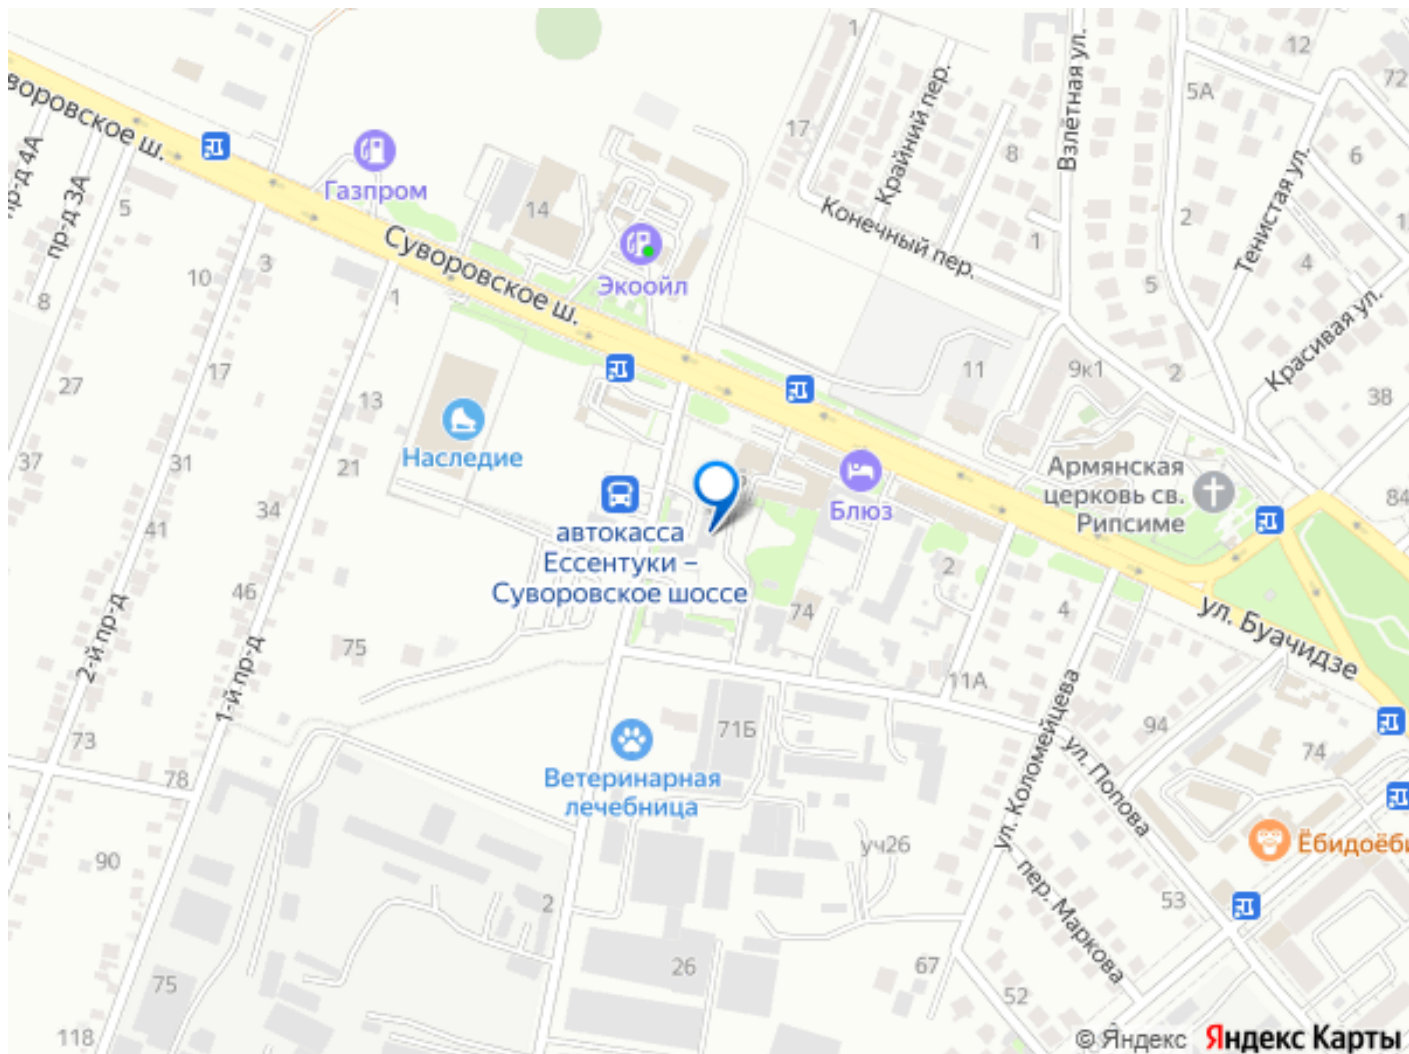 12
1
72
5А
17
8
6
Взлётная ул.
Крайний пер.
Тенистая ул.
воровское ш.
пр-д 4А
пр-д 3А
Газпром
14
5
3
10
8
1
Конечный пер.
1
2
4
5
Суворовское ш.
Экоойл
Красивая ул.
27
17
13
11
9к1
2
38
37
31
21
Наследие
41
34
46
автокасса
Ессентуки –
Суворовское шоссе
Блюз
Армянская
церковь св.
Рипсиме
84
2
4
74
ул. Буачидзе
2-й пр-д
1-й пр-д
75
11А
ул. Коломейцева
94
74
73
78
71Б
Ветеринарная
лечебница
ул. Попова
уч26
Ёбидоёби
90
2
пер. Маркова
53
75
26
67
52
118
© Яндекс
Яндекс Карты